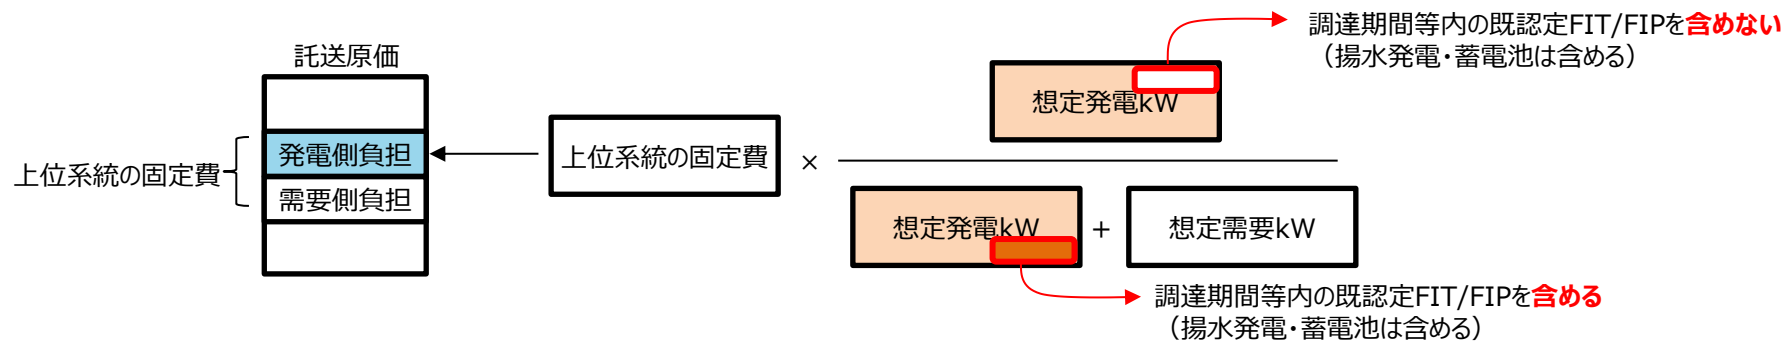 調達期間等内の既認定FIT/FIPを含めない
（揚水発電・蓄電池は含める）
託送原価
想定発電kW
上位系統の固定費
発電側負担
需要側負担
上位系統の固定費
×
想定発電kW
+
想定需要kW
調達期間等内の既認定FIT/FIPを含める
（揚水発電・蓄電池は含める）